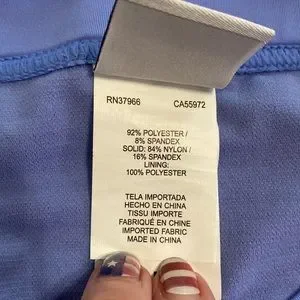 RN37966 CA55972
92% POLYESTER /
8% SPANDEX
SOLID: 84% NYLON /
16% SPANDEX
LINING:
100% POLYESTER
TELA IMPORTADA
HECHO EN CHINA
TISSU IMPORTE
FABRIQUÉ EN CHINE
IMPORTED FABRIC
MADE IN CHINA